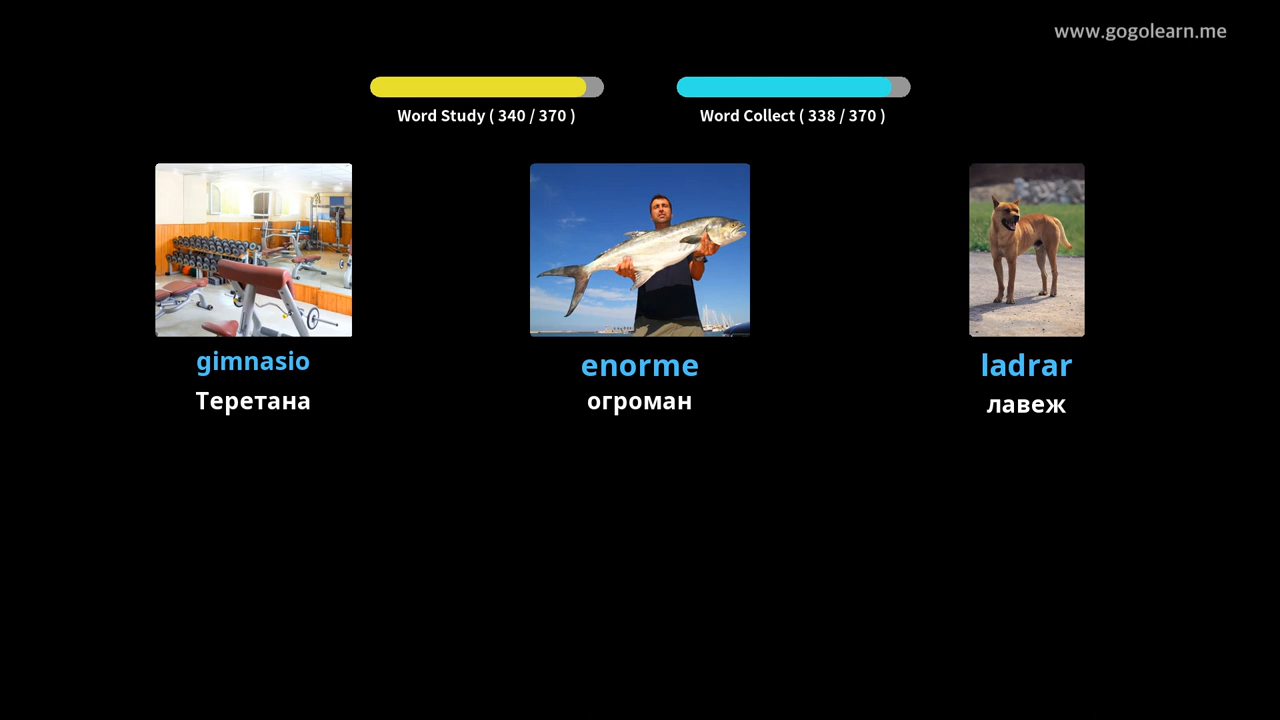 www.gogolearn.me
Word Study ( 340 / 370 )
Word Collect ( 338 / 370 )
gimnasio
enorme
ladrar
Теретана
огроман
лавеж